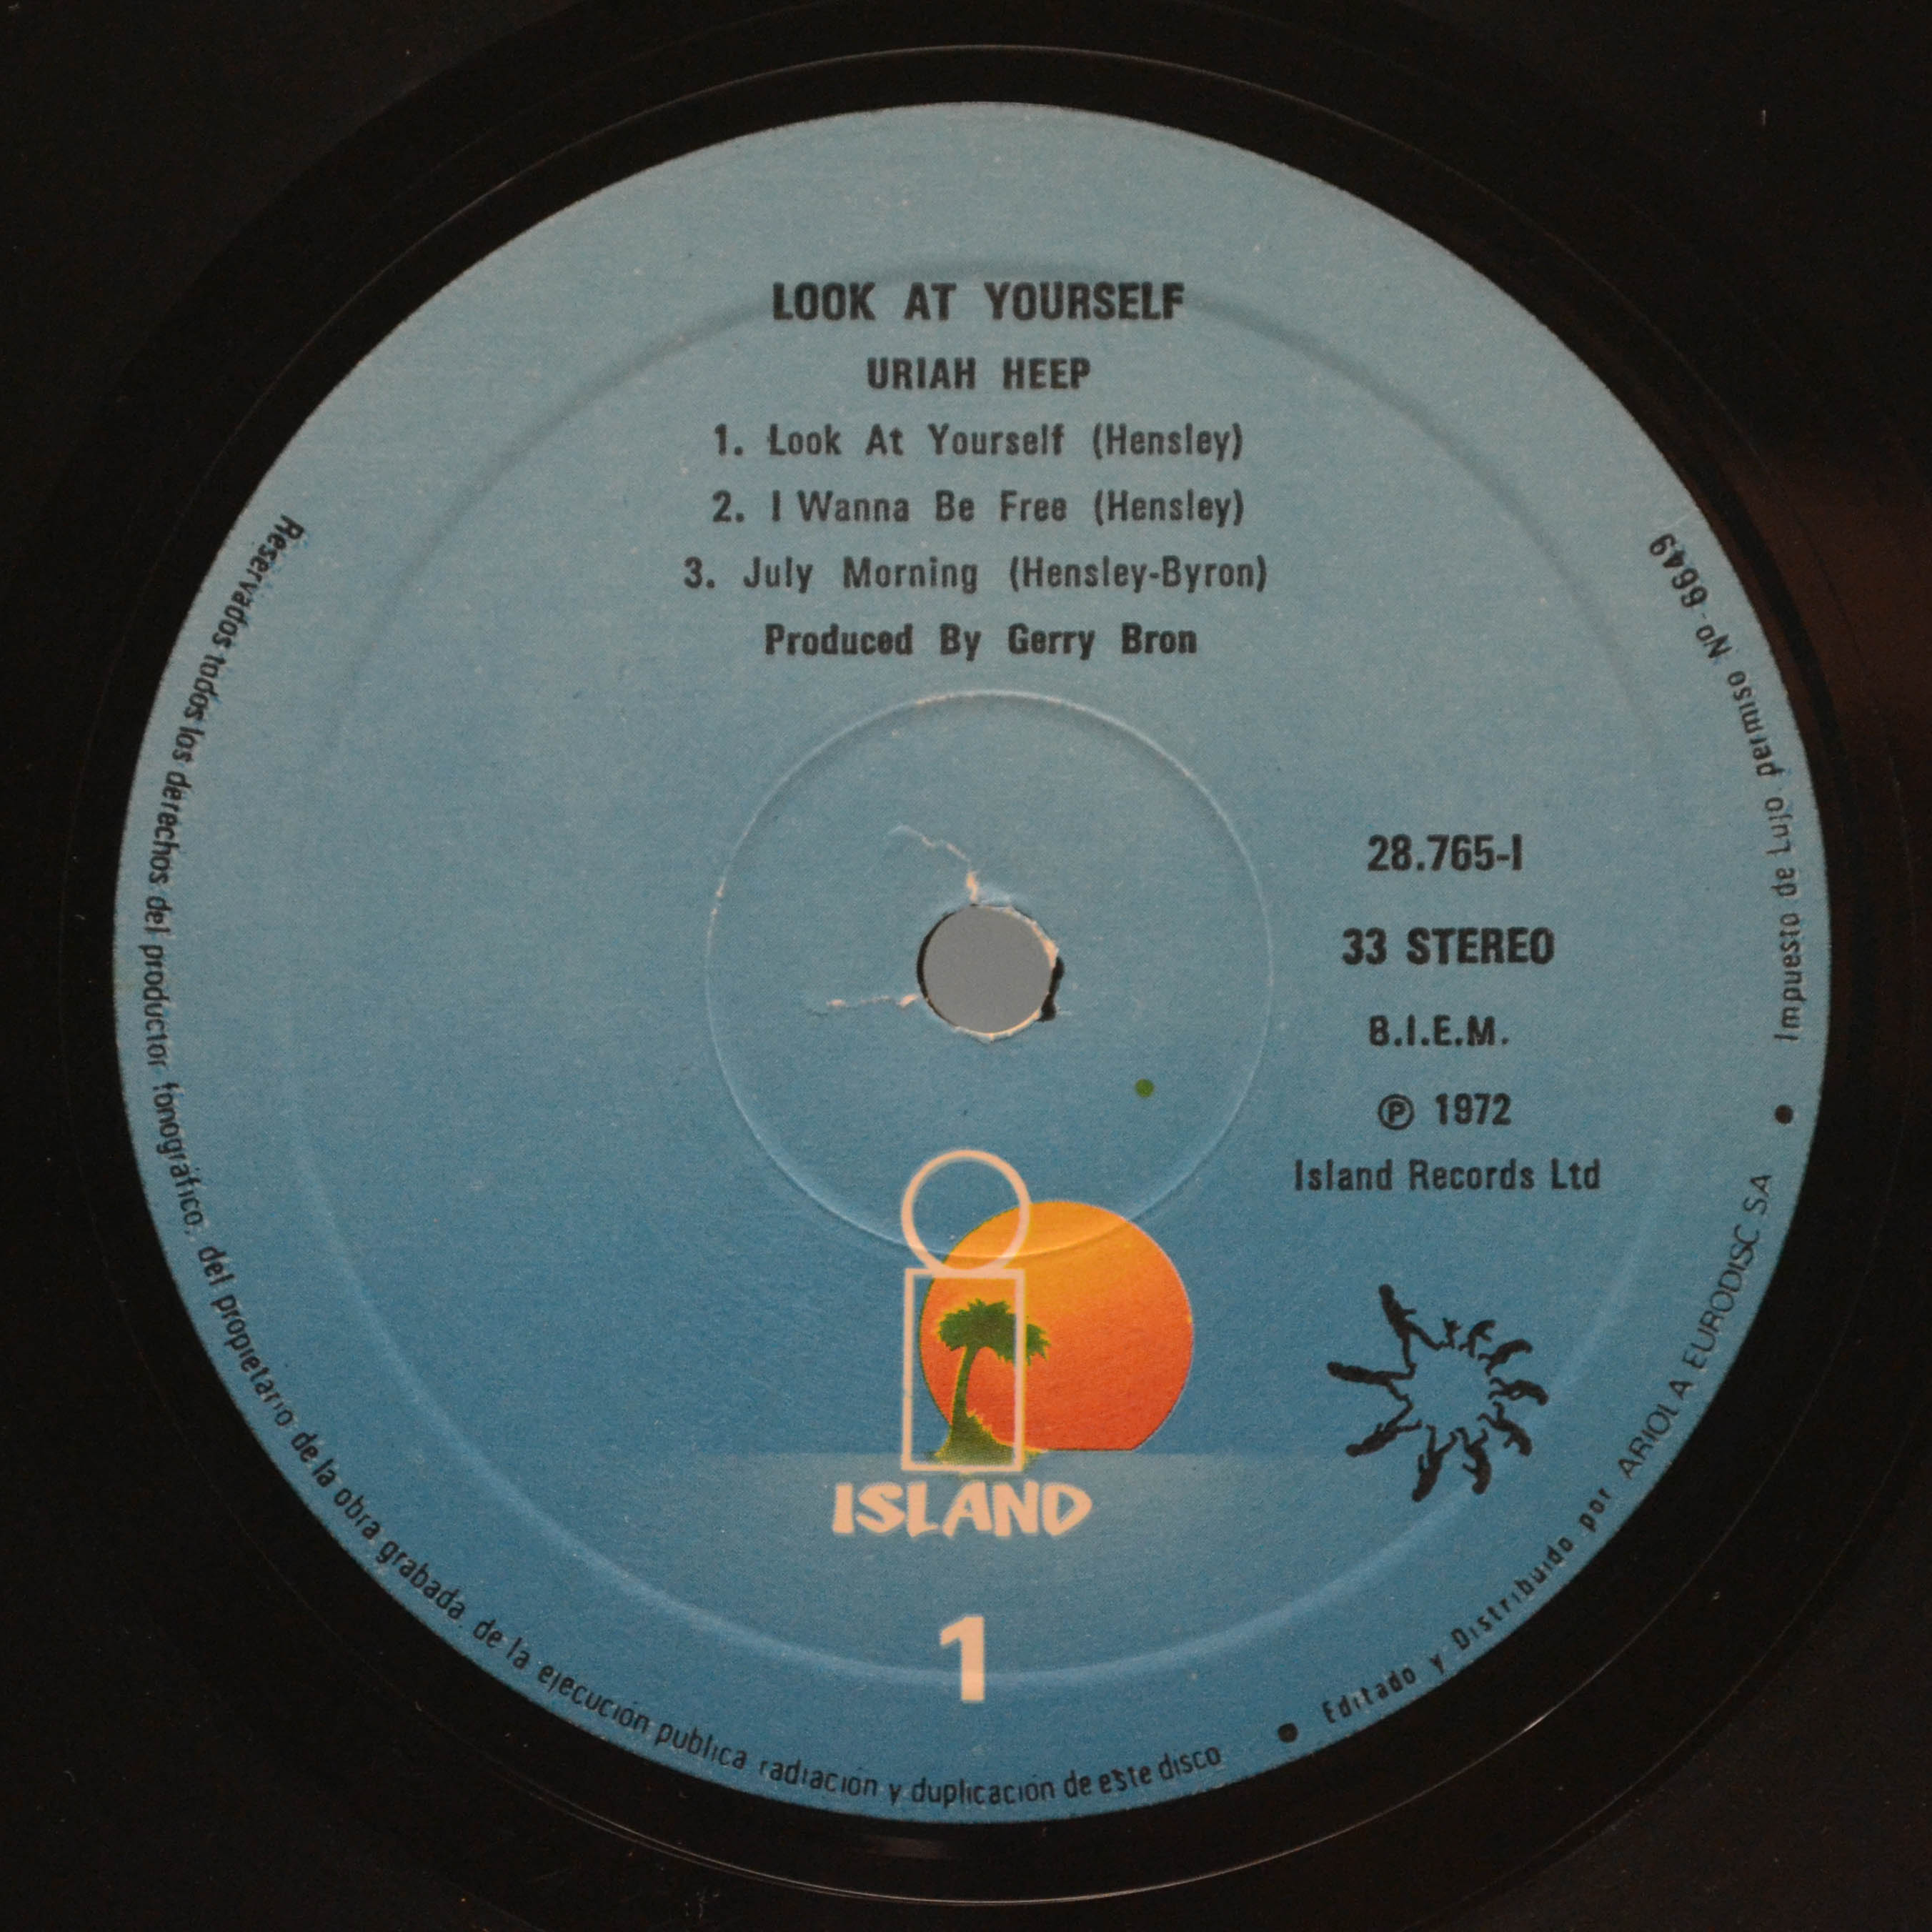 LOOK AT YOURSELF
URIAH HEEP
1. Look At Yourself (Hensley)
2. I Wanna Be Free (Hensley)
3. July Morning (Hensley-Byron)
Produced By Gerry Bron
28.765-I
33 STEREO
B.I.E.M.
Ⓟ 1972
Island Records Ltd
ISLAND
1
Reservados todos los derechos del productor fonográfico, del propietario de la obra grabada, de la ejecución publica radiación y duplicación de este disco • Editado y Distribuido por ARIOLA EURODISC SA • Impuesto de Lujo permiso No 6649